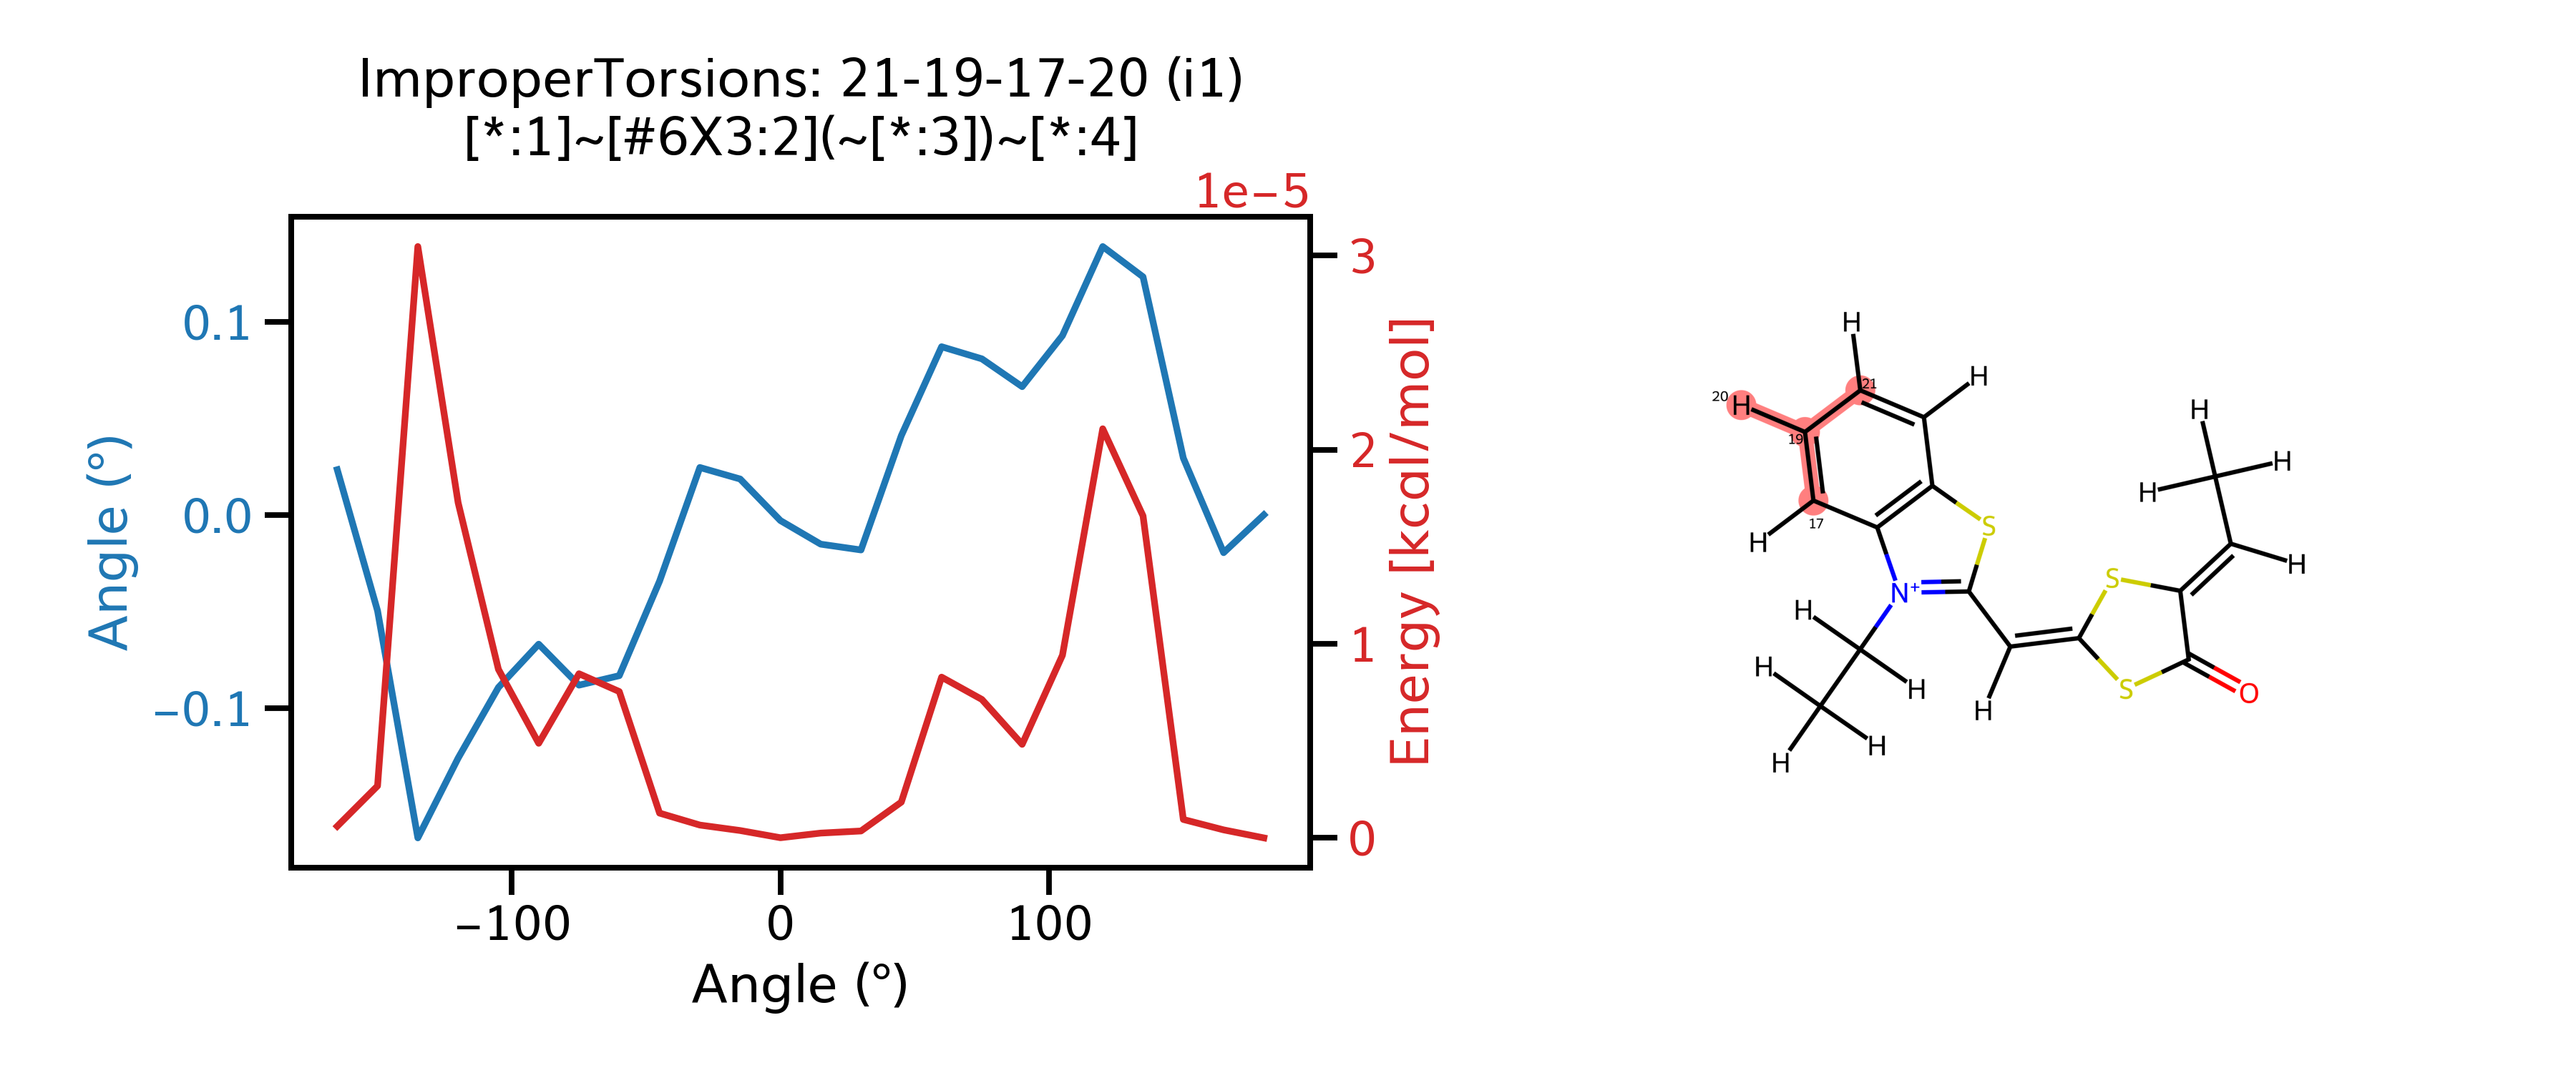 ImproperTorsions: 21-19-17-20 (i1)
[*:1]~[#6X3:2](~[*:3])~[*:4]
1e−5
Angle (°)
0.1
0.0
−0.1
3
2
1
0
Energy [kcal/mol]
−100
0
100
Angle (°)
H
H
21
20
H
19
17
H
S
H
H
H
S
H
N+
H
H
H
H
S
H
O
H
H